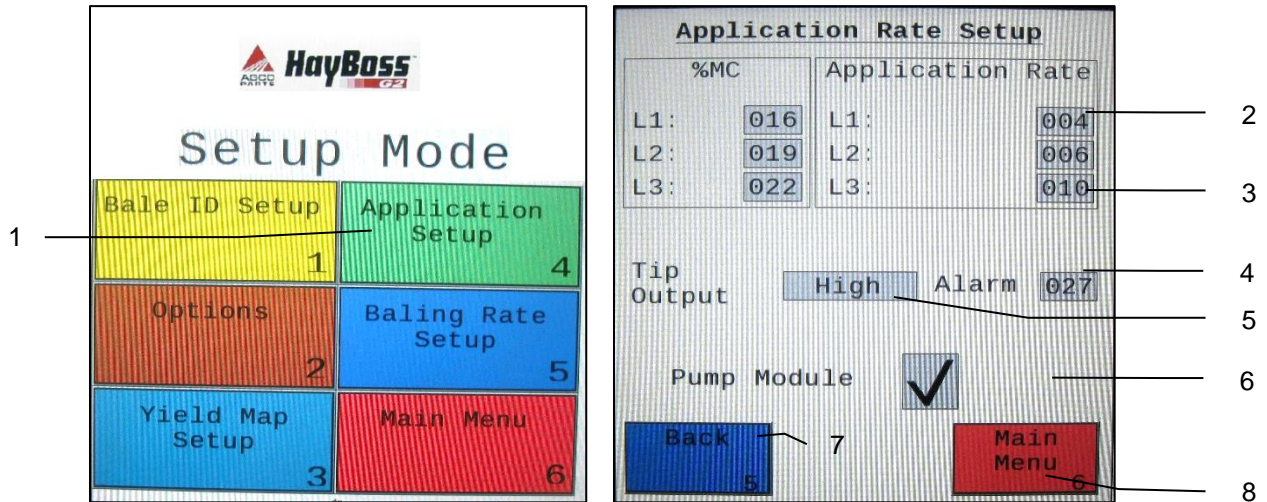 AGCO
PARTS
HayBoss
G2
Setup Mode
Bale ID Setup
1
Application
Setup
4
Options
2
Baling Rate
Setup
5
Yield Map
Setup
3
Main Menu
6
1
Application Rate Setup
%MC
Application Rate
L1: 016 L1: 004
L2: 019 L2: 006
L3: 022 L3: 010
Tip
Output
High
Alarm 027
Pump Module
Back
5
Main
Menu
6
2
3
4
5
6
7
8